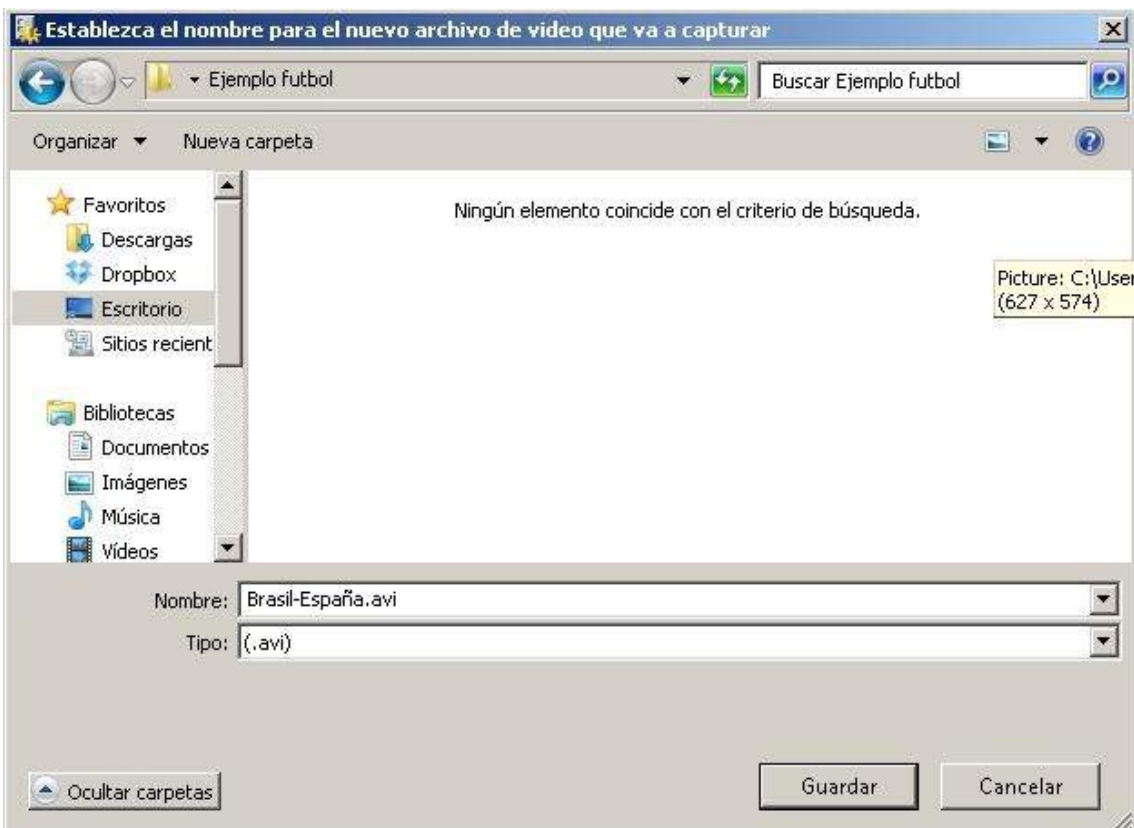 Establezca el nombre para el nuevo archivo de video que va a capturar
Ejemplo futbol
Buscar Ejemplo futbol
Organizar
Nueva carpeta
Favoritos
Descargas
Dropbox
Escritorio
Sitios recient
Bibliotecas
Documentos
Imágenes
Música
Vídeos
Ningún elemento coincide con el criterio de búsqueda.
Picture: C:\User
(627 x 574)
Nombre: Brasil-España.avi
Tipo: (.avi)
Ocultar carpetas
Guardar
Cancelar